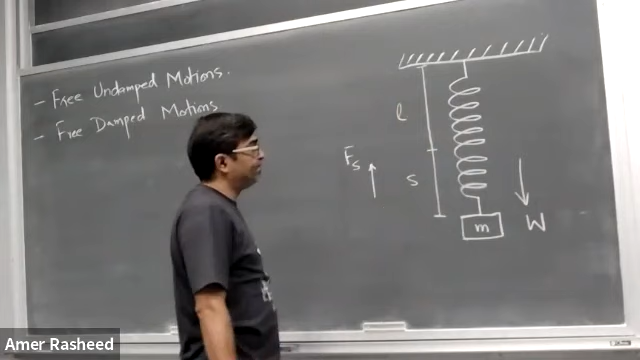 - Free Undamped Motions.
- Free Damped Motions
l
Fs
s
m
W
Amer Rasheed